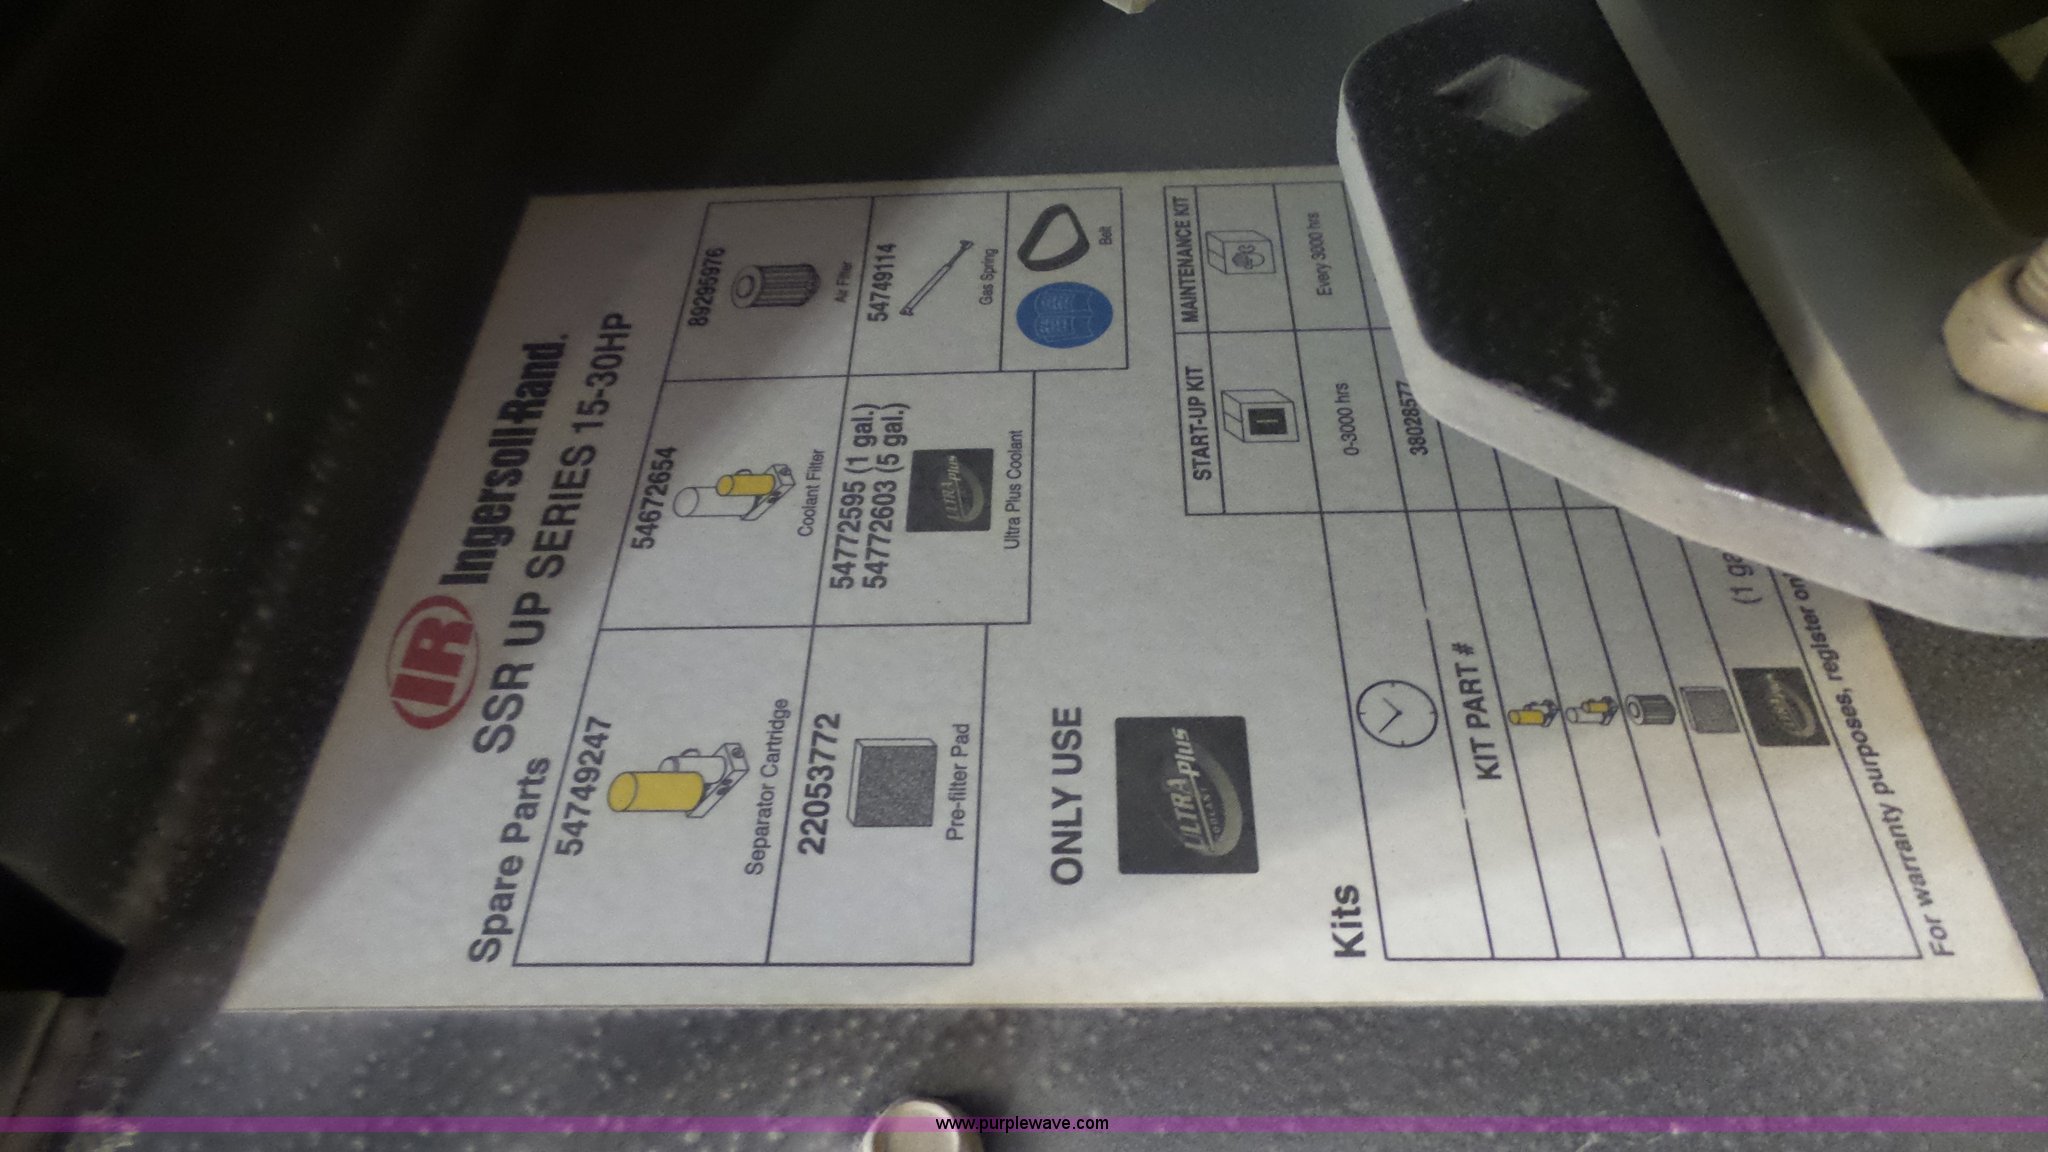 IR Ingersoll-Rand.
SSR UP SERIES 15-30HP
Spare Parts
54749247
Separator Cartridge
54672654
Coolant Filter
89295976
Air Filter
22053772
Pre-filter Pad
547725595 (1 gal.)
54772603 (5 gal.)
ULTRA plus
Ultra Plus Coolant
54749114
Gas Spring
Belt
ONLY USE
ULTRA plus
COOLANT
Kits
START-UP KIT
MAINTENANCE KIT
0-3000 hrs
Every 3000 hrs
KIT PART #
38028577
(1 ga
For warranty purposes, register on
www.purplewave.com